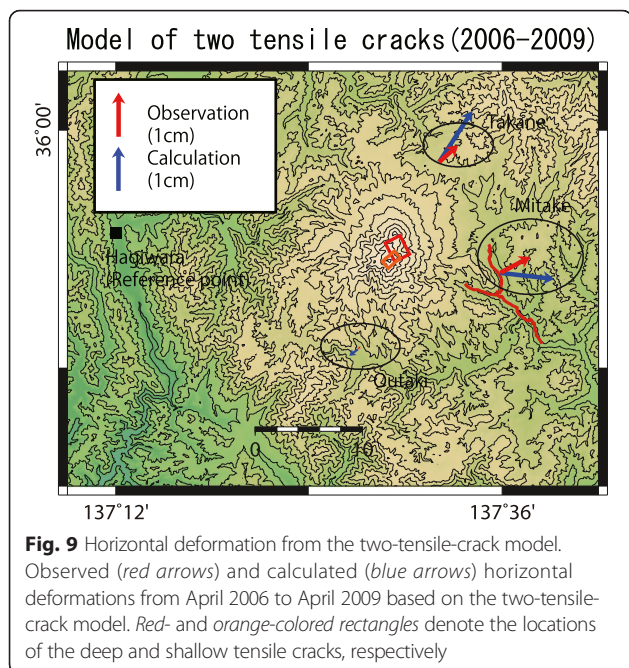 Model of two tensile cracks(2006-2009)
Observation
(1cm)
Calculation
(1cm)
36°00'
Takane
Mitake
Hagiwara
(Reference point)
Outaki
0 10
137°12' 137°36'
Fig. 9 Horizontal deformation from the two-tensile-crack model.
Observed (red arrows) and calculated (blue arrows) horizontal
deformations from April 2006 to April 2009 based on the two-tensile-
crack model. Red- and orange-colored rectangles denote the locations
of the deep and shallow tensile cracks, respectively